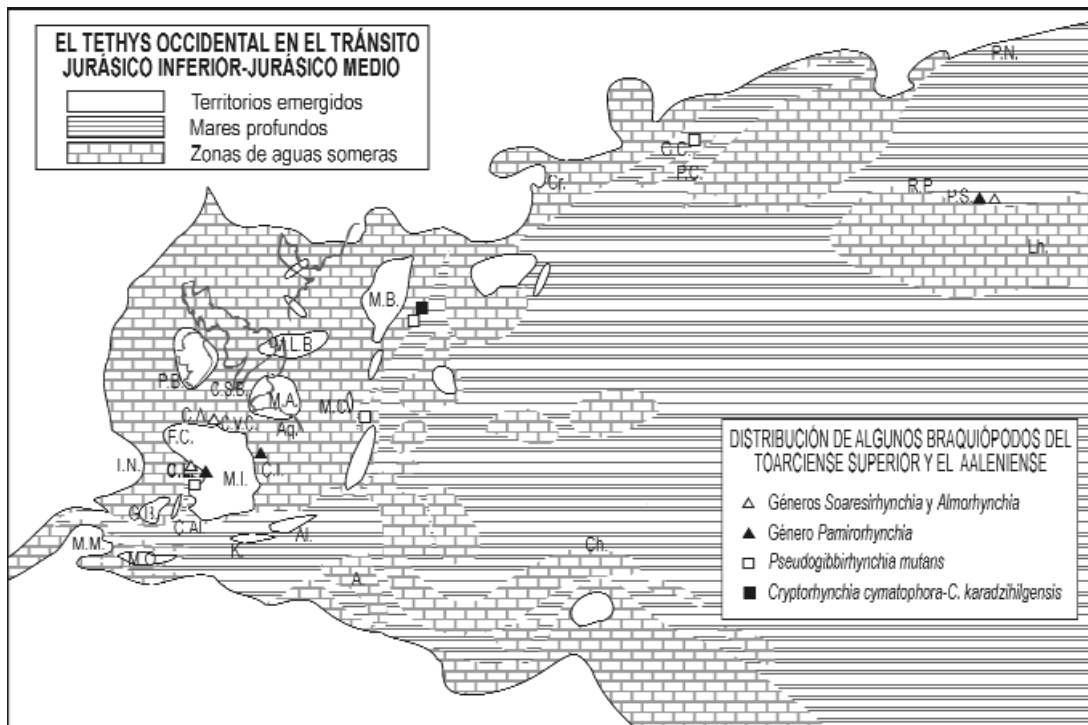 EL TETHYS OCCIDENTAL EN EL TRÁNSITO
JURÁSICO INFERIOR-JURÁSICO MEDIO
Territorios emergidos
Mares profundos
Zonas de aguas someras
P.N.
C.C.
P.C.
Cr.
R.P.
P.S.
Lh.
M.B.
M.L.B.
P.B.
C.S.B.
M.A.
M.C.
C.V.C.
Aq.
F.C.
I.N.
C.L.
M.I.
C.I.
C.Al.
M.M.
M.O.
K.
Al.
A.
Ch.
DISTRIBUCIÓN DE ALGUNOS BRAQUIÓPODOS DEL
TOARCIENSE SUPERIOR Y EL AALENIENSE
Géneros Soaresirhynchia y Almorhynchia
Género Pamirorhynchia
Pseudogibbirhynchia mutans
Cryptorhynchia cymatophora-C. karadzihilgensis